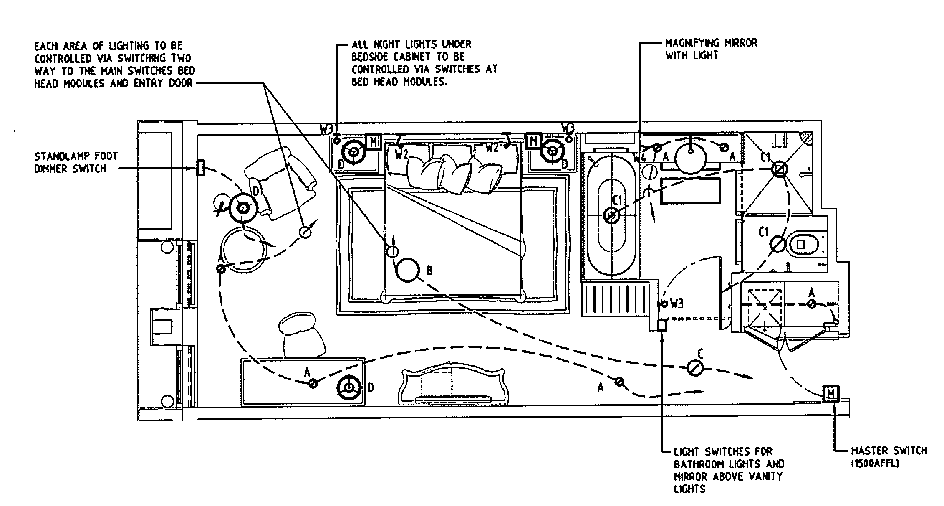 EACH AREA OF LIGHTING TO BE
CONTROLLED VIA SWITCHING TWO
WAY TO THE MAIN SWITCHES BED
HEAD MODULES AND ENTRY DOOR
ALL NIGHT LIGHTS UNDER
BEDSIDE CABINET TO BE
CONTROLLED VIA SWITCHES AT
BED HEAD MODULES.
MAGNIFYING MIRROR
WITH LIGHT
STANDLAMP FOOT
DIMMER SWITCH
W3
M
D
W2
W2
M
W3
D
A
A
C1
D
C1
C1
B
W3
A
C
A
D
A
M
LIGHT SWITCHES FOR
BATHROOM LIGHTS AND
MIRROR ABOVE VANITY
LIGHTS
MASTER SWITCH
(1500AFFL)